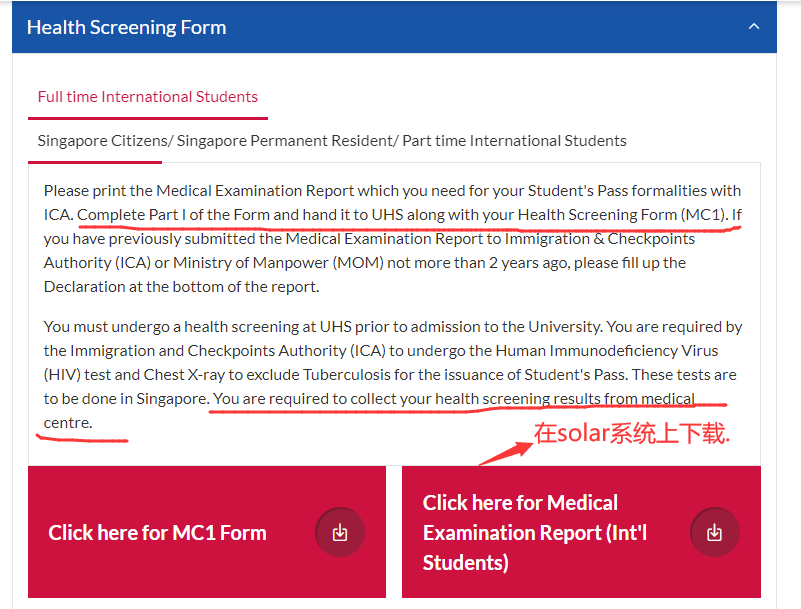 Health Screening Form
Full time International Students
Singapore Citizens/ Singapore Permanent Resident/ Part time International Students
Please print the Medical Examination Report which you need for your Student's Pass formalities with
ICA. Complete Part I of the Form and hand it to UHS along with your Health Screening Form (MC1). If
you have previously submitted the Medical Examination Report to Immigration & Checkpoints
Authority (ICA) or Ministry of Manpower (MOM) not more than 2 years ago, please fill up the
Declaration at the bottom of the report.
You must undergo a health screening at UHS prior to admission to the University. You are required by
the Immigration and Checkpoints Authority (ICA) to undergo the Human Immunodeficiency Virus
(HIV) test and Chest X-ray to exclude Tuberculosis for the issuance of Student's Pass. These tests are
to be done in Singapore. You are required to collect your health screening results from medical
centre.
在solar系统上下载.
Click here for MC1 Form
Click here for Medical
Examination Report (Int'l
Students)